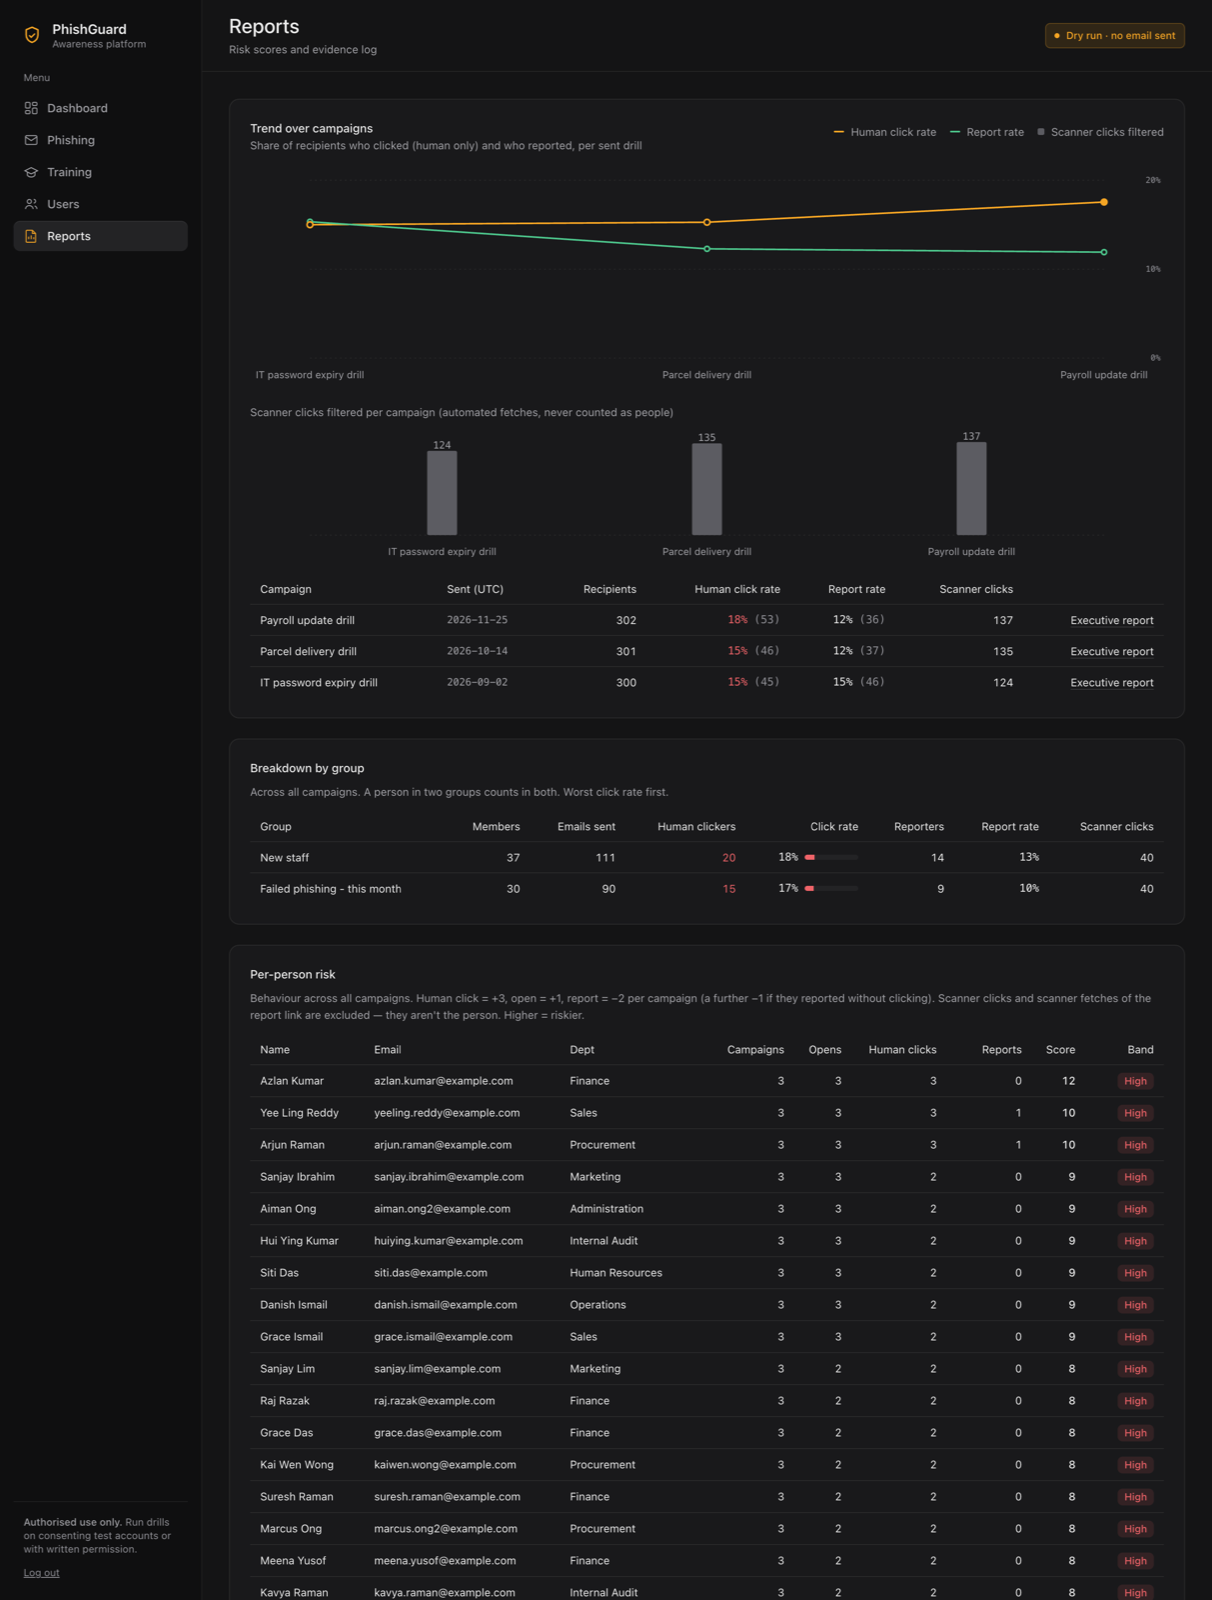 PhishGuard
Awareness platform
Menu
Dashboard
Phishing
Training
Users
Reports
Authorised use only. Run drills
on consenting test accounts or
with written permission.
Log out
Reports
Risk scores and evidence log
Dry run · no email sent
Trend over campaigns
Share of recipients who clicked (human only) and who reported, per sent drill
Human click rate Report rate Scanner clicks filtered
20%
10%
0%
IT password expiry drill Parcel delivery drill Payroll update drill
Scanner clicks filtered per campaign (automated fetches, never counted as people)
124 135 137
IT password expiry drill Parcel delivery drill Payroll update drill
Campaign Sent (UTC) Recipients Human click rate Report rate Scanner clicks
Payroll update drill 2026-11-25 302 18% (53) 12% (36) 137 Executive report
Parcel delivery drill 2026-10-14 301 15% (46) 12% (37) 135 Executive report
IT password expiry drill 2026-09-02 300 15% (45) 15% (46) 124 Executive report
Breakdown by group
Across all campaigns. A person in two groups counts in both. Worst click rate first.
Group Members Emails sent Human clickers Click rate Reporters Report rate Scanner clicks
New staff 37 111 20 18% 14 13% 40
Failed phishing - this month 30 90 15 17% 9 10% 40
Per-person risk
Behaviour across all campaigns. Human click = +3, open = +1, report = −2 per campaign (a further −1 if they reported without clicking). Scanner clicks and scanner fetches of the
report link are excluded — they aren't the person. Higher = riskier.
Name Email Dept Campaigns Opens Human clicks Reports Score Band
Azlan Kumar azlan.kumar@example.com Finance 3 3 3 0 12 High
Yee Ling Reddy yeeling.reddy@example.com Sales 3 3 3 1 10 High
Arjun Raman arjun.raman@example.com Procurement 3 3 3 1 10 High
Sanjay Ibrahim sanjay.ibrahim@example.com Marketing 3 3 2 0 9 High
Aiman Ong aiman.ong2@example.com Administration 3 3 2 0 9 High
Hui Ying Kumar huiying.kumar@example.com Internal Audit 3 3 2 0 9 High
Siti Das siti.das@example.com Human Resources 3 3 2 0 9 High
Danish Ismail danish.ismail@example.com Operations 3 3 2 0 9 High
Grace Ismail grace.ismail@example.com Sales 3 3 2 0 9 High
Sanjay Lim sanjay.lim@example.com Marketing 3 2 2 0 8 High
Raj Razak raj.razak@example.com Finance 3 2 2 0 8 High
Grace Das grace.das@example.com Finance 3 2 2 0 8 High
Kai Wen Wong kaiwen.wong@example.com Procurement 3 2 2 0 8 High
Suresh Raman suresh.raman@example.com Finance 3 2 2 0 8 High
Marcus Ong marcus.ong2@example.com Procurement 3 2 2 0 8 High
Meena Yusof meena.yusof@example.com Finance 3 2 2 0 8 High
Kavya Raman kavya.raman@example.com Internal Audit 3 2 2 0 8 High